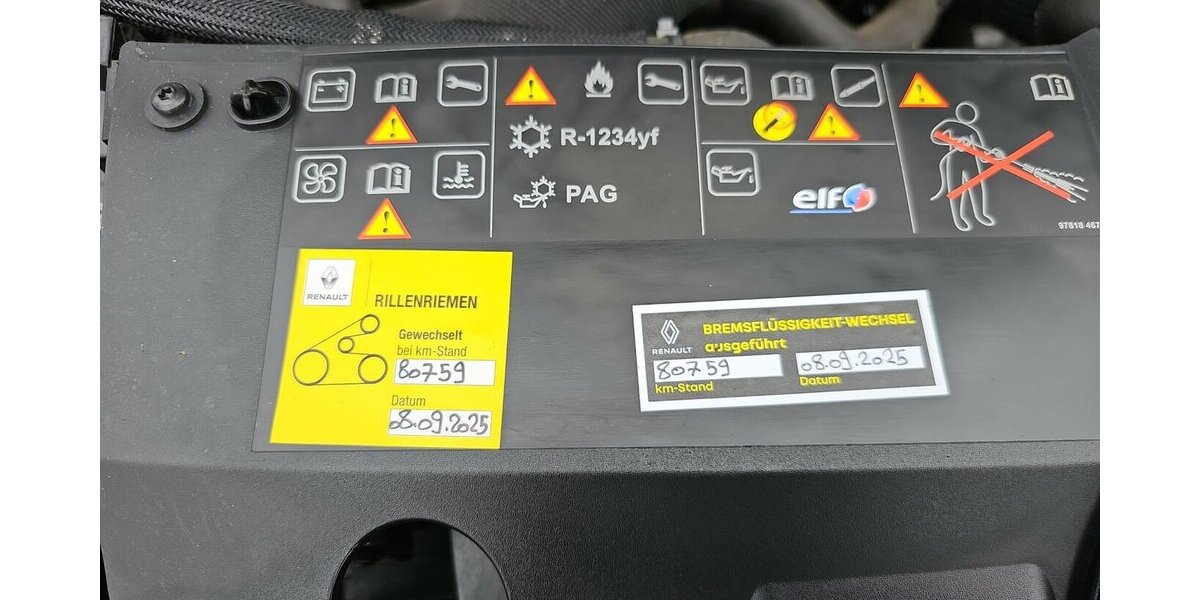 R-1234yf
PAG
elf
97818 467
RENAULT
RILLENRIEMEN
Gewechselt
bei km-Stand
80759
Datum
08.09.2025
RENAULT
BREMSFLÜSSIGKEIT-WECHSEL
ausgeführt
80759
08.09.2025
km-Stand
Datum